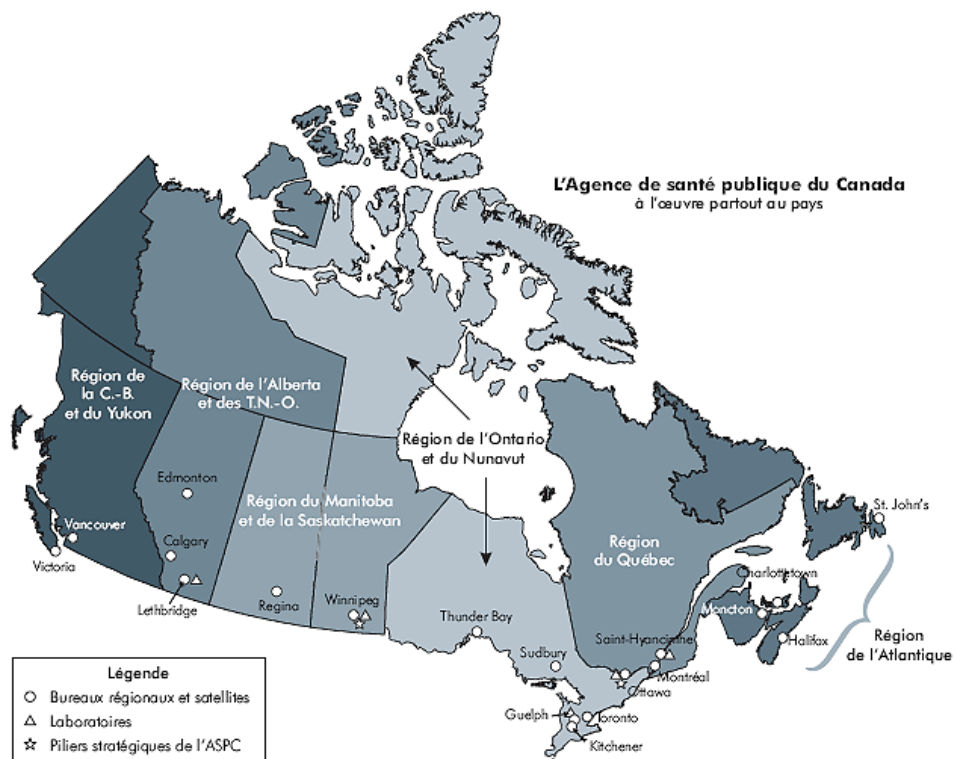 L'Agence de santé publique du Canada
à l'œuvre partout au pays
Région de
la C.-B.
et du Yukon
Région de l'Alberta
et des T.N.-O.
Région de l'Ontario
et du Nunavut
Région du Manitoba
et de la Saskatchewan
Région
du Québec
Région
de l'Atlantique
Edmonton
Vancouver
Victoria
Calgary
Lethbridge
Regina
Winnipeg
Thunder Bay
Sudbury
Saint-Hyancinthe
Montréal
Ottawa
Guelph
Toronto
Kitchener
St. John's
Charlottetown
Moncton
Halifax
Légende
Bureaux régionaux et satellites
Laboratoires
Piliers stratégiques de l'ASPC